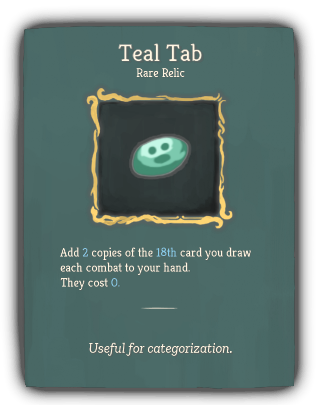 Teal Tab
Rare Relic
Add 2 copies of the 18th card you draw
each combat to your hand.
They cost 0.
Useful for categorization.